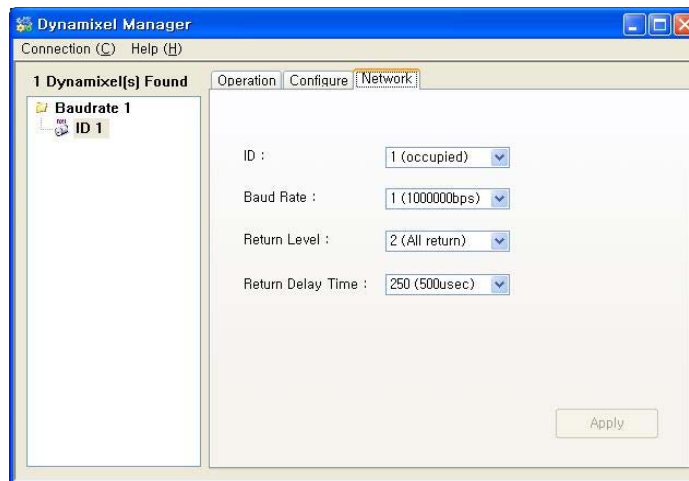 Dynamixel Manager
Connection (C) Help (H)
1 Dynamixel(s) Found
Operation Configure Network
Baudrate 1
ID 1
ID :
1 (occupied)
Baud Rate :
1 (1000000bps)
Return Level :
2 (All return)
Return Delay Time :
250 (500usec)
Apply